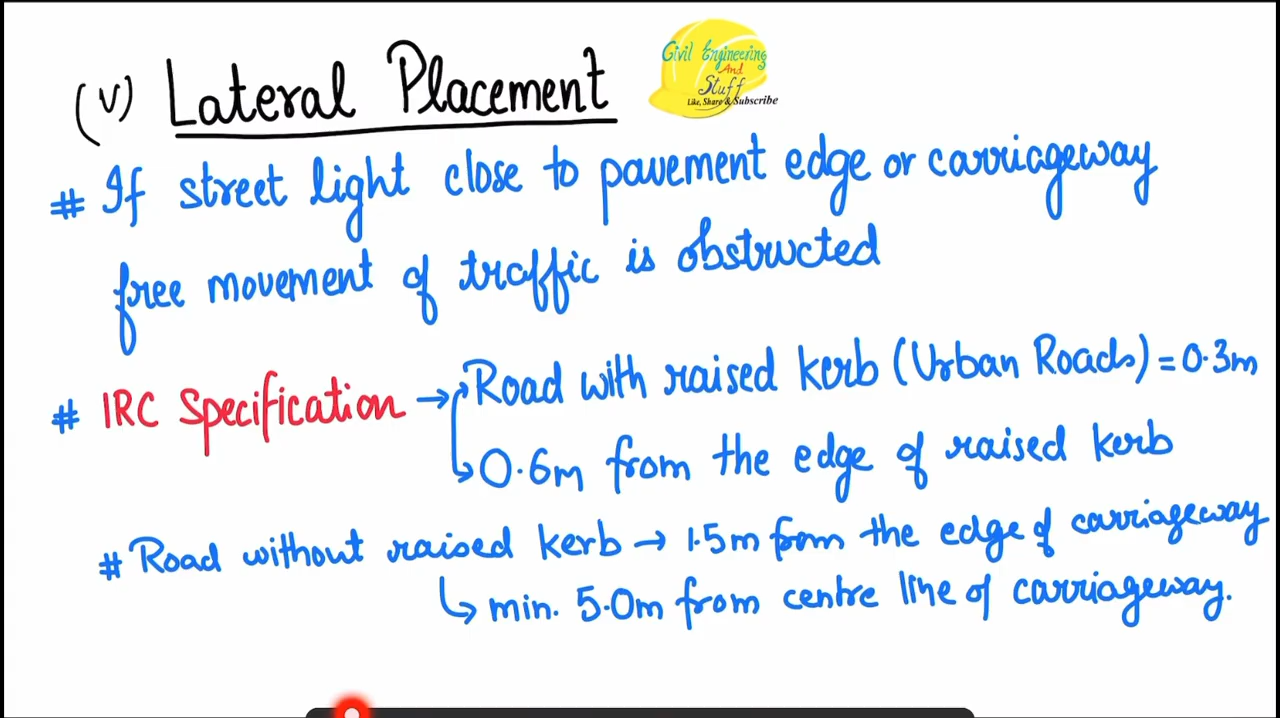 (V) Lateral Placement
Civil Engineering
And
Stuff
Like, Share & Subscribe
# If street light close to pavement edge or carriageway
free movement of traffic is obstructed
# IRC Specification → Road with raised kerb (Urban Roads) = 0.3m
↳ 0.6m from the edge of raised kerb
# Road without raised kerb → 1.5m from the edge of carriageway
↳ min. 5.0m from centre line of carriageway.